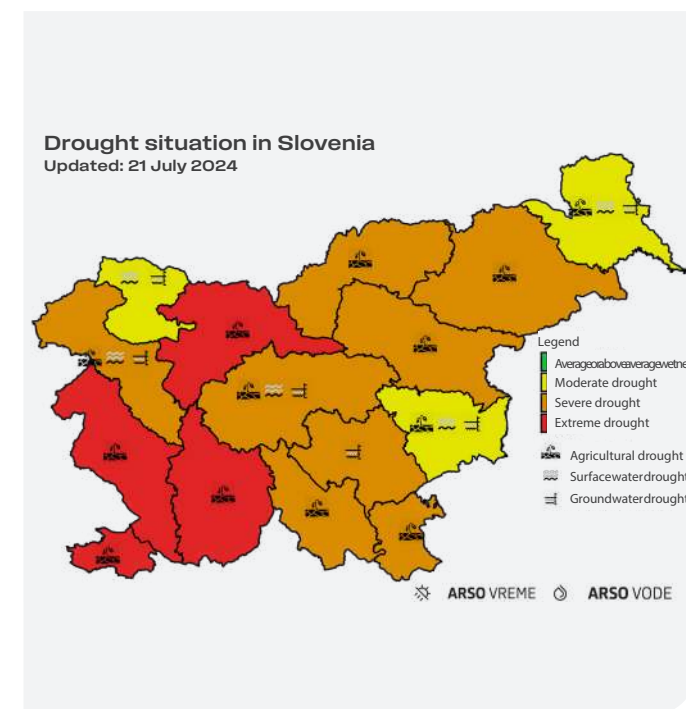 Drought situation in Slovenia
Updated: 21 July 2024
Legend
Moderate drought
Severe drought
Extreme drought
Agricultural drought
Surfacewaterdrought
Groundwaterdrought
ARSO VREME
ARSO VODE